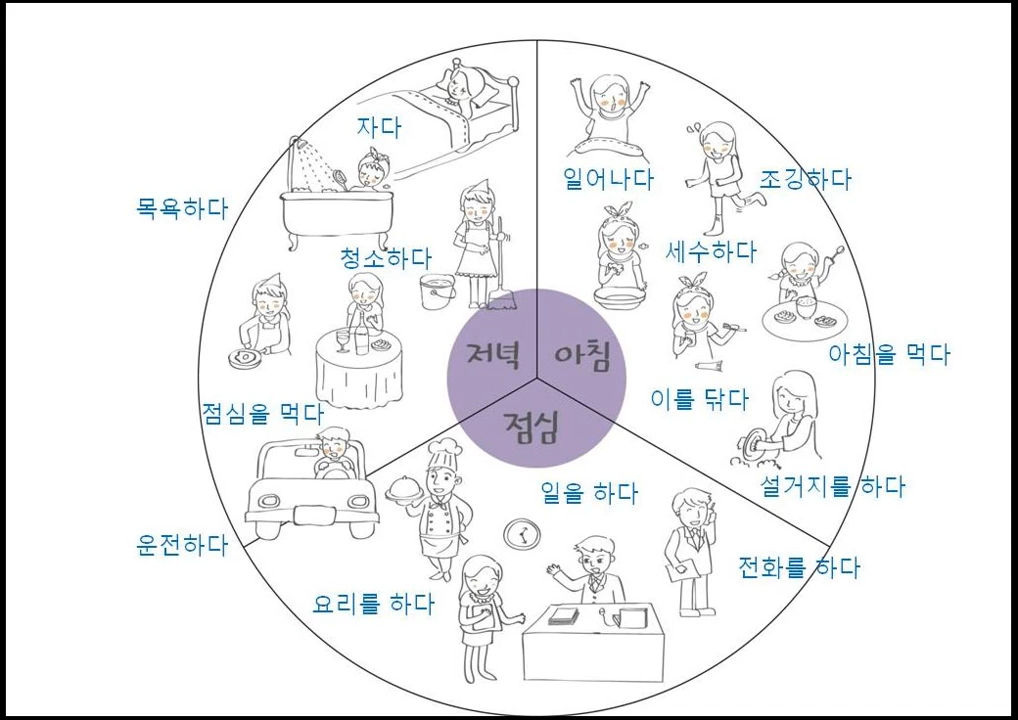 자다
일어나다
조깅하다
목욕하다
청소하다
세수하다
저녁
아침
점심
아침을 먹다
이를 닦다
점심을 먹다
설거지를 하다
일을 하다
운전하다
전화를 하다
요리를 하다